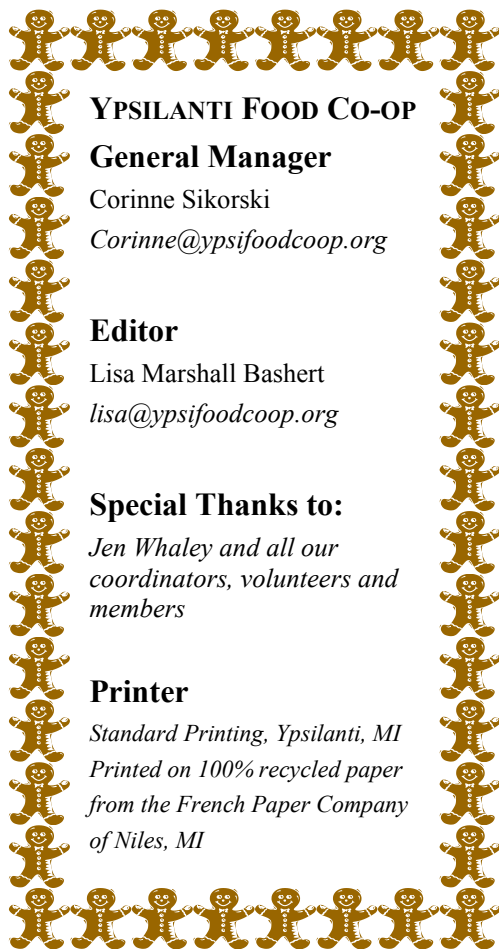 YPSILANTI FOOD CO-OP
General Manager
Corinne Sikorski
Corinne@ypsifoodcoop.org
Editor
Lisa Marshall Bashert
lisa@ypsifoodcoop.org
Special Thanks to:
Jen Whaley and all our
coordinators, volunteers and
members
Printer
Standard Printing, Ypsilanti, MI
Printed on 100% recycled paper
from the French Paper Company
of Niles, MI